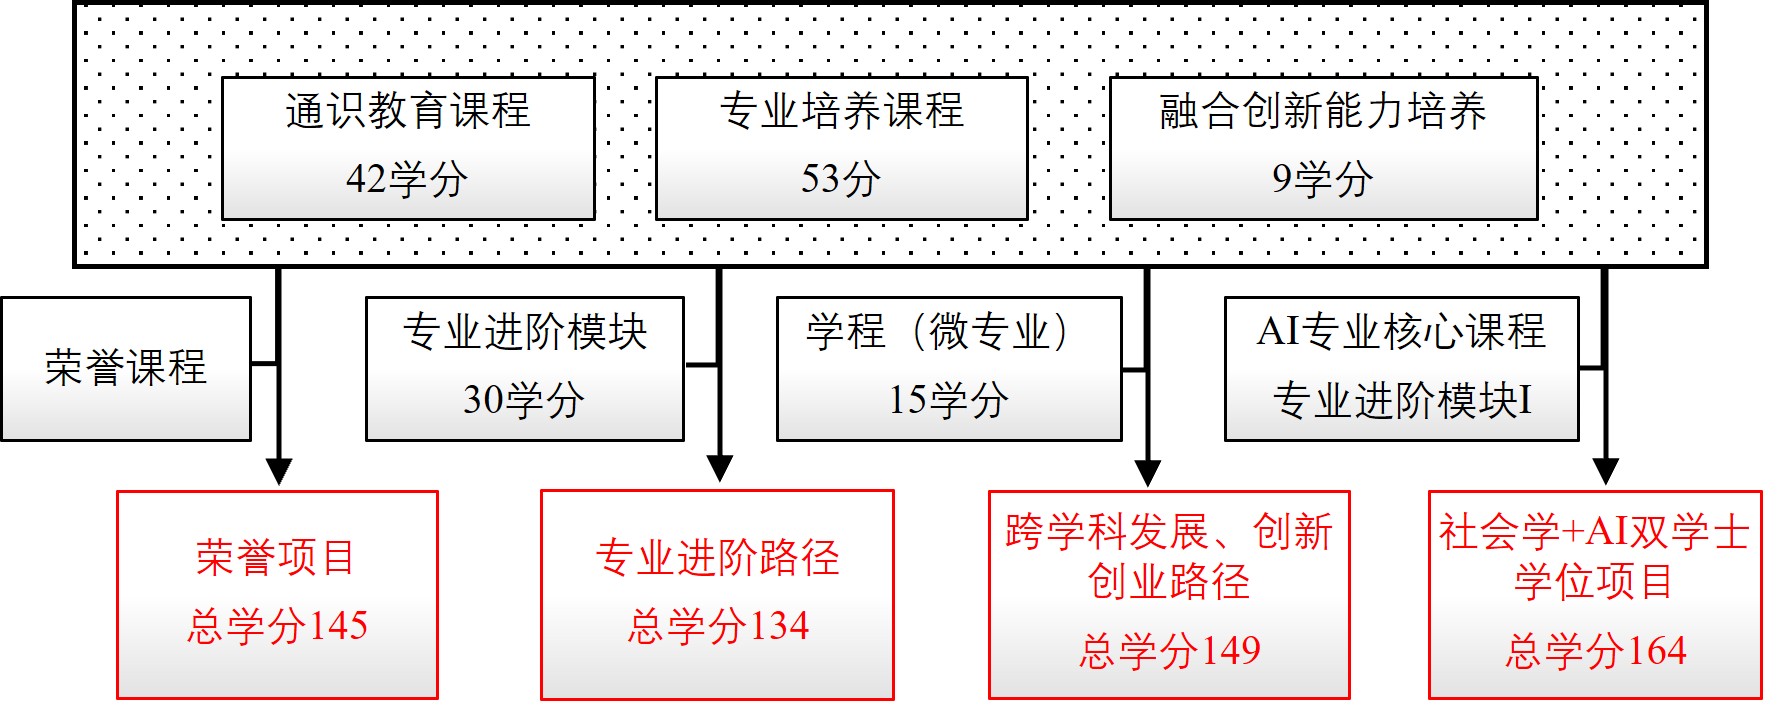 通识教育课程
42学分
专业培养课程
53分
融合创新能力培养
9学分
荣誉课程
专业进阶模块
30学分
学程（微专业）
15学分
AI专业核心课程
专业进阶模块I
荣誉项目
总学分145
专业进阶路径
总学分134
跨学科发展、创新
创业路径
总学分149
社会学+AI双学士
学位项目
总学分164